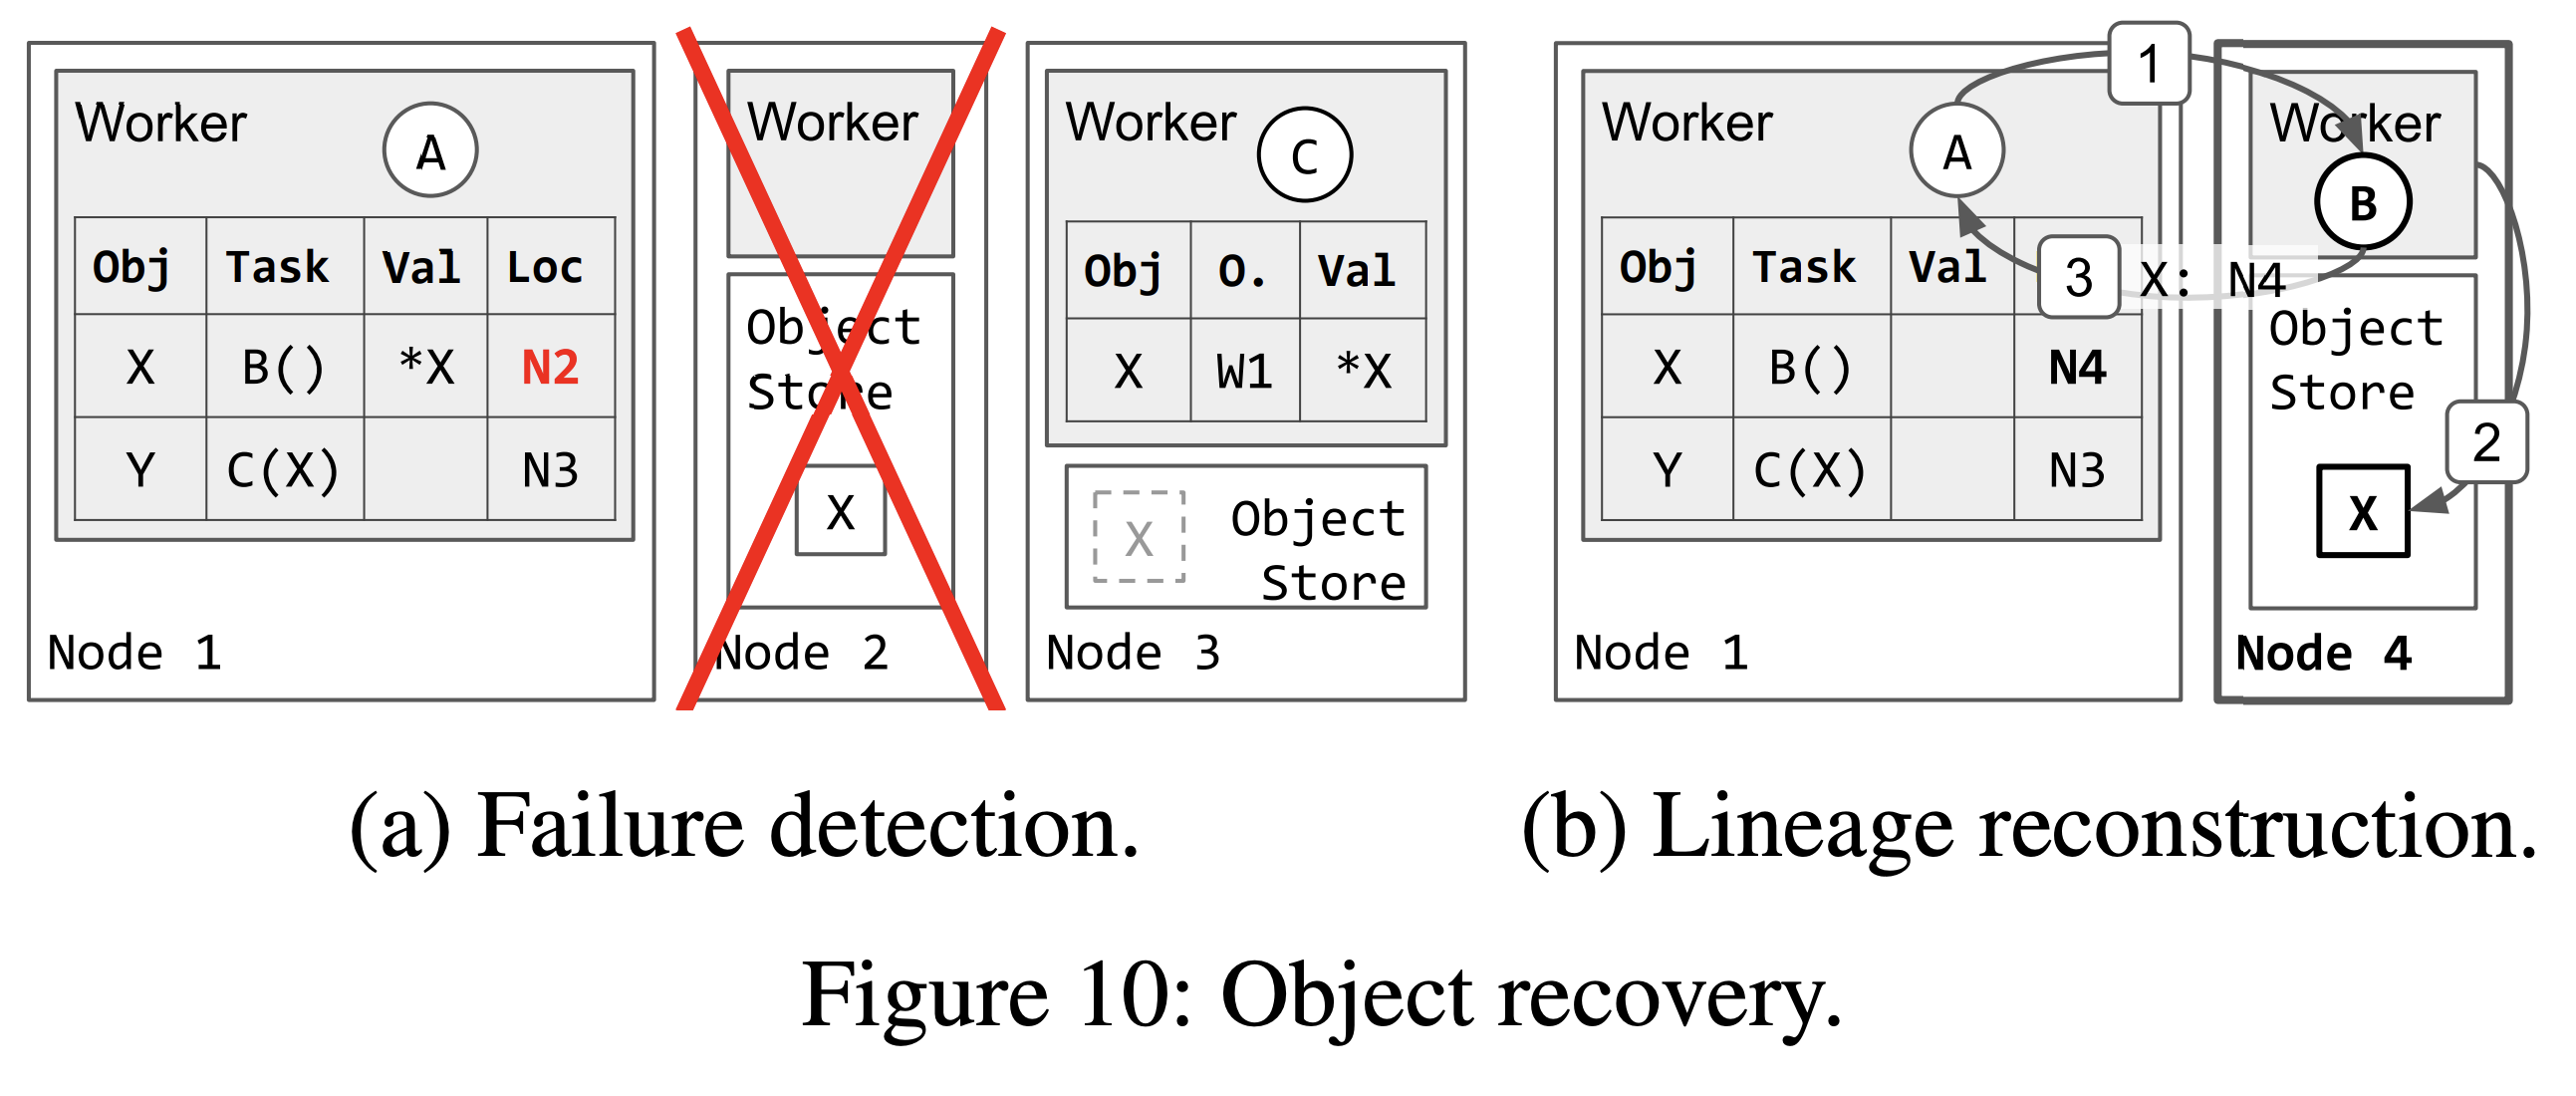 Worker
A
Obj Task Val Loc
X B() *X N2
Y C(X) N3
Node 1
Worker
Object
Store
X
Node 2
Worker
C
Obj O. Val
X W1 *X
X
Object
Store
Node 3
Worker
A
1
Obj Task Val
3 X: N4
X B() N4
Y C(X) N3
Node 1
Worker
B
Object
Store
2
X
Node 4
(a) Failure detection.
(b) Lineage reconstruction.
Figure 10: Object recovery.